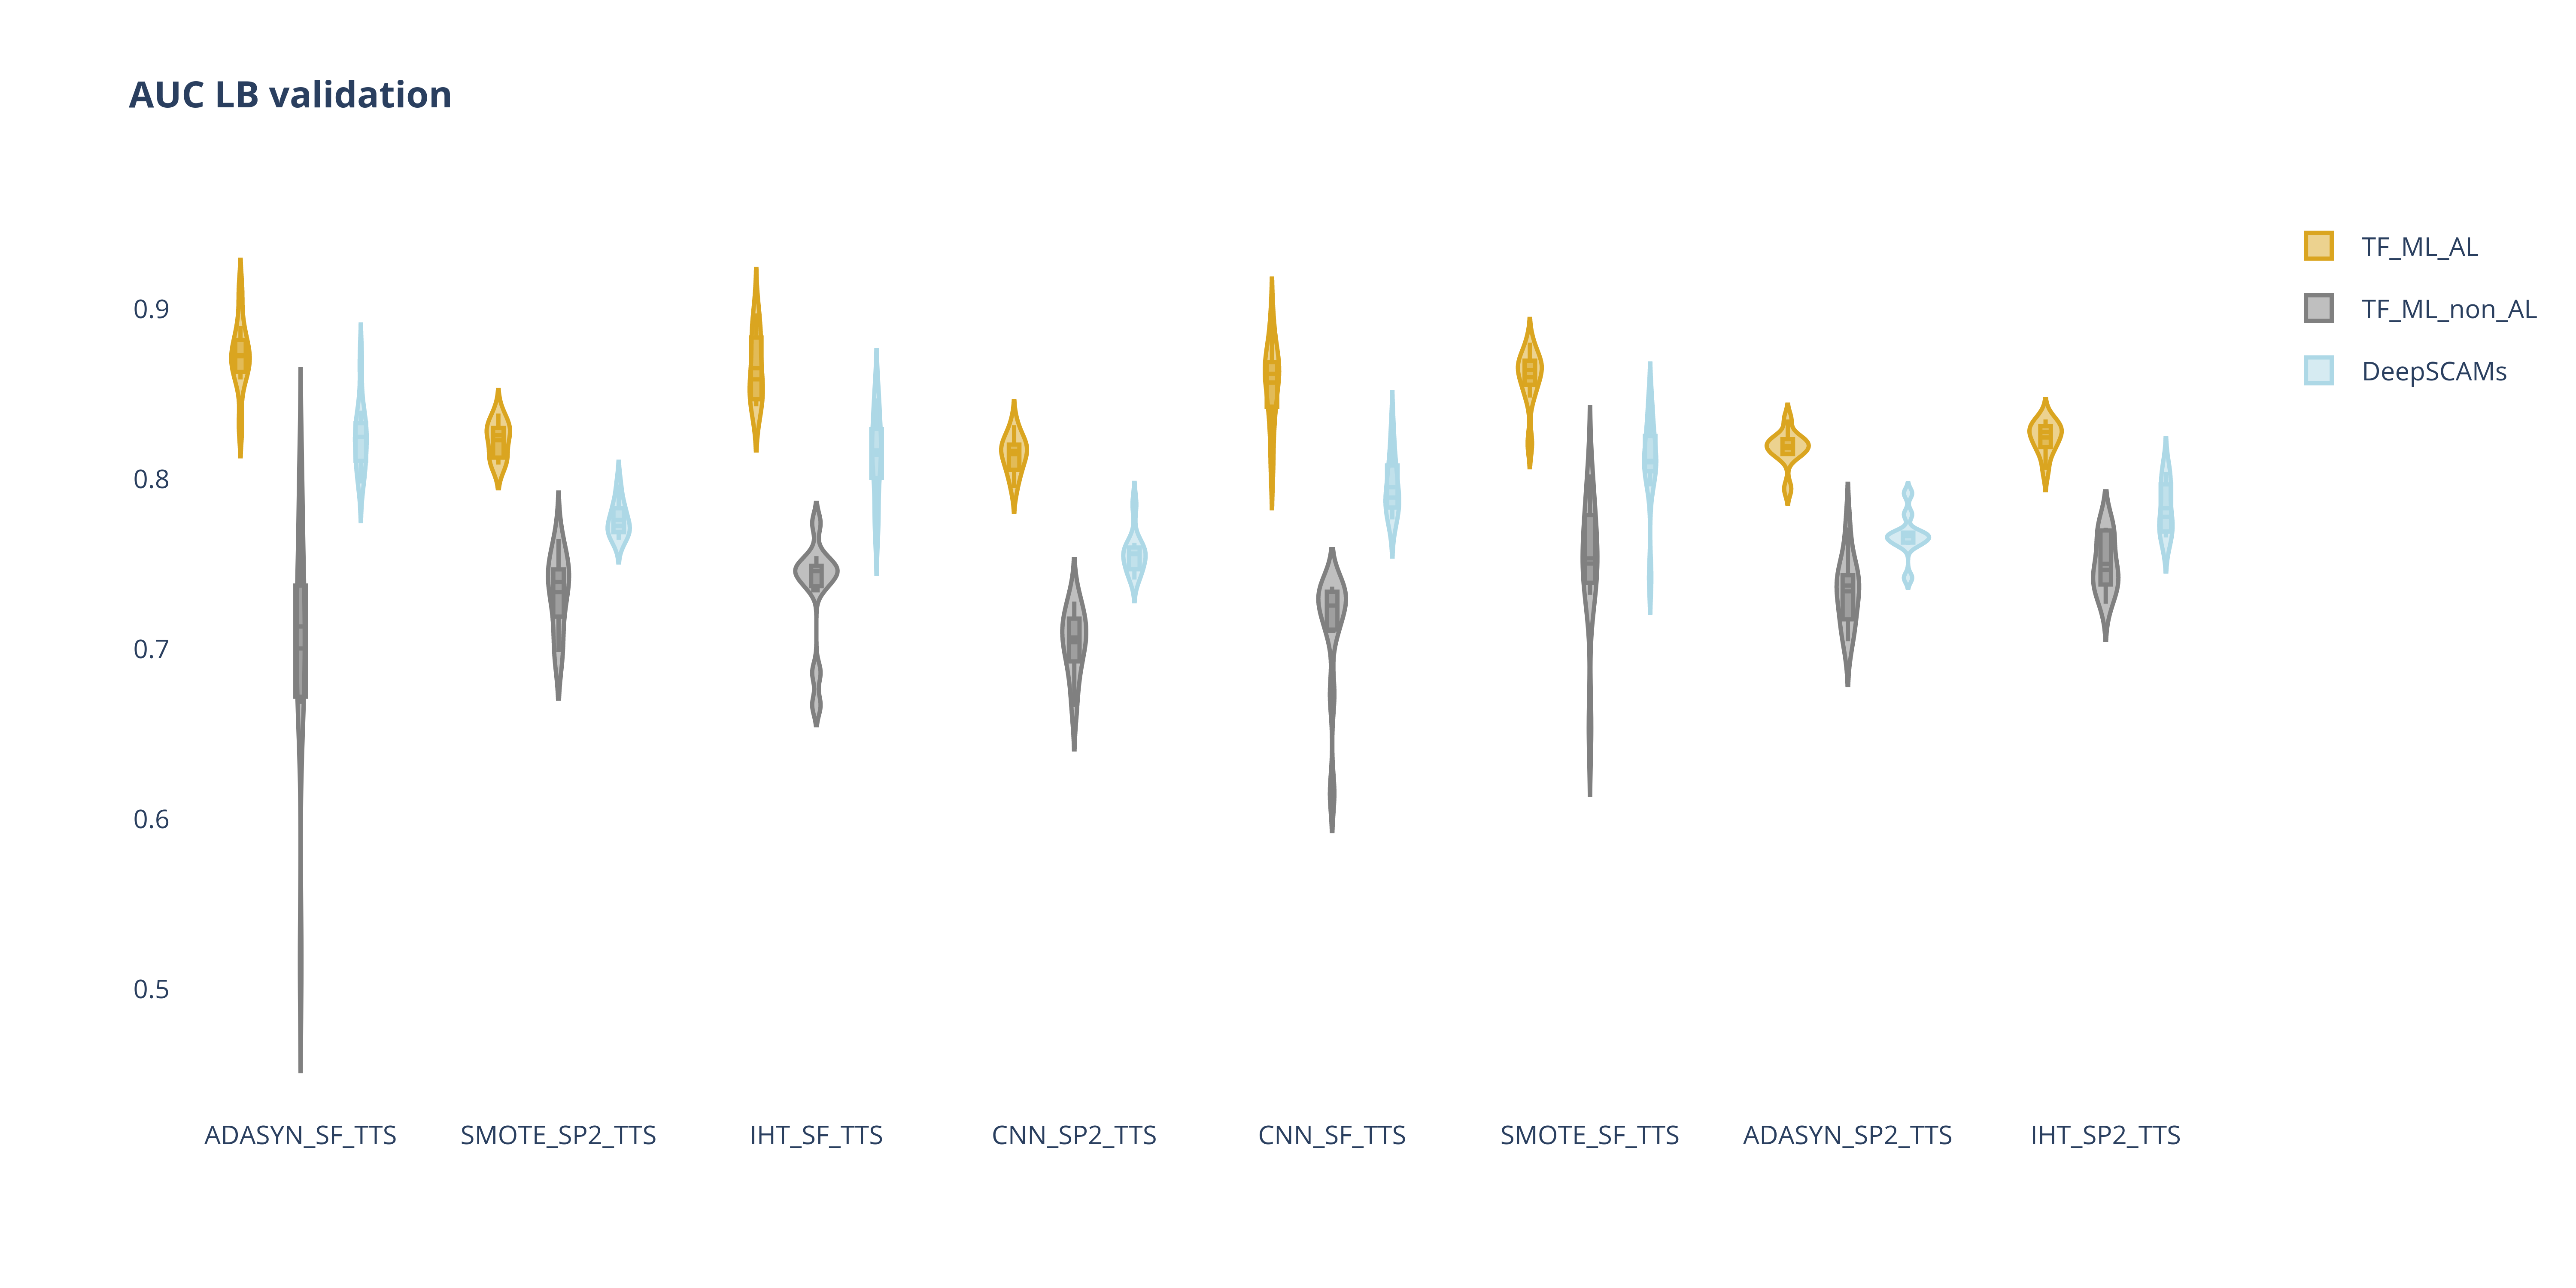 AUC LB validation
TF_ML_AL
TF_ML_non_AL
DeepSCAMs
0.9
0.8
0.7
0.6
0.5
ADASYN_SF_TTS
SMOTE_SP2_TTS
IHT_SF_TTS
CNN_SP2_TTS
CNN_SF_TTS
SMOTE_SF_TTS
ADASYN_SP2_TTS
IHT_SP2_TTS